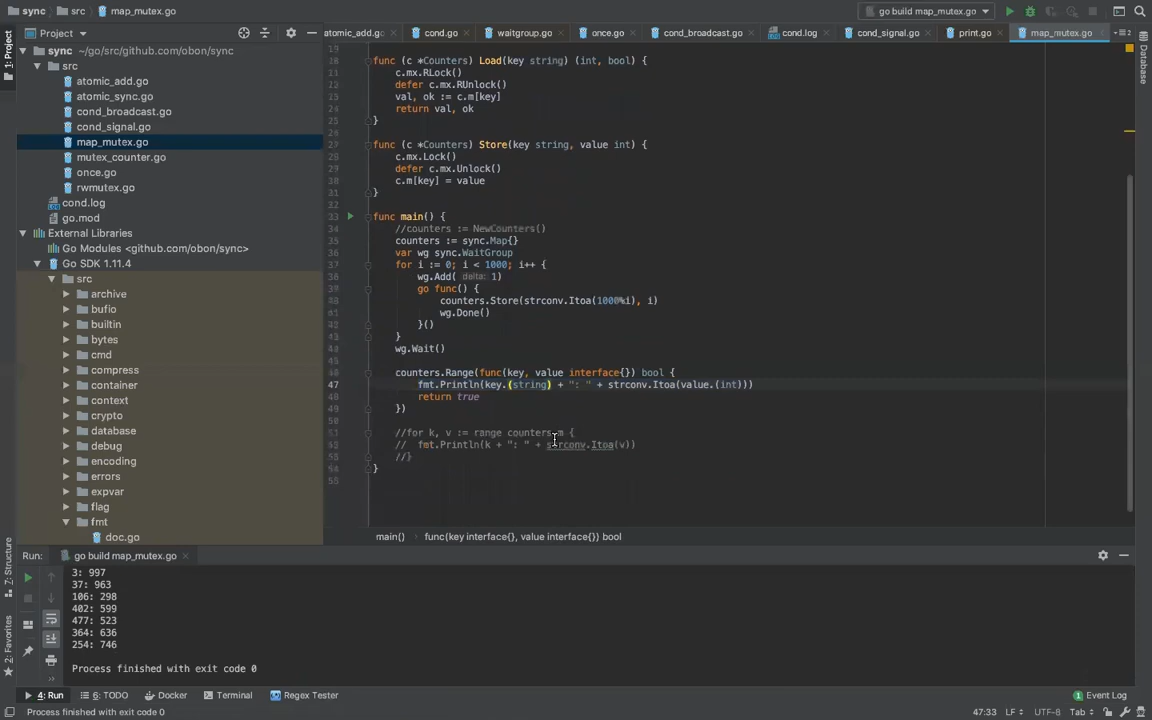 sync
src
map_mutex.go
go build map_mutex.go
1: Project
Project
atomic_add.go
cond.go
waitgroup.go
once.go
cond_broadcast.go
cond.log
cond_signal.go
print.go
map_mutex.go
Database
sync ~/go/src/github.com/obon/sync
src
atomic_add.go
atomic_sync.go
cond_broadcast.go
cond_signal.go
map_mutex.go
mutex_counter.go
once.go
rwmutex.go
cond.log
go.mod
External Libraries
Go Modules <github.com/obon/sync>
Go SDK 1.11.4
src
archive
bufio
builtin
bytes
cmd
compress
container
context
crypto
database
debug
encoding
errors
expvar
flag
fmt
doc.go
func (c *Counters) Load(key string) (int, bool) {
c.mx.RLock()
defer c.mx.RUnlock()
val, ok := c.m[key]
return val, ok
}
func (c *Counters) Store(key string, value int) {
c.mx.Lock()
defer c.mx.Unlock()
c.m[key] = value
}
func main() {
//counters := NewCounters()
counters := sync.Map{}
var wg sync.WaitGroup
for i := 0; i < 1000; i++ {
wg.Add( delta: 1)
go func() {
counters.Store(strconv.Itoa(1000%i), i)
wg.Done()
}()
}
wg.Wait()
counters.Range(func(key, value interface{}) bool {
47 fmt.Println(key.(string) + ": " + strconv.Itoa(value.(int)))
return true
})
//for k, v := range counters.m {
// fmt.Println(k + ": " + strconv.Itoa(v))
//}
}
main()
func(key interface{}, value interface{}) bool
Run:
go build map_mutex.go
3: 997
37: 963
106: 298
402: 599
477: 523
364: 636
254: 746
Process finished with exit code 0
7: Structure
2: Favorites
4: Run
6: TODO
Docker
Terminal
Regex Tester
1 Event Log
Process finished with exit code 0
47:33
LF
UTF-8
Tab